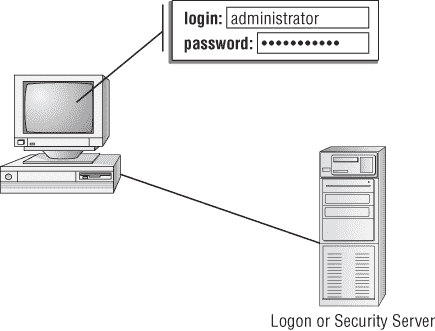 login: administrator
password: •••••••••••
Logon or Security Server